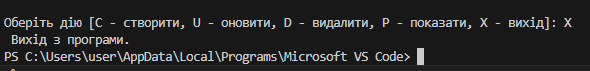 Оберіть дію [C - створити, U - оновити, D - видалити, P - показати, X - вихід]: X
Вихід з програми.
PS C:\Users\user\AppData\Local\Programs\Microsoft VS Code>